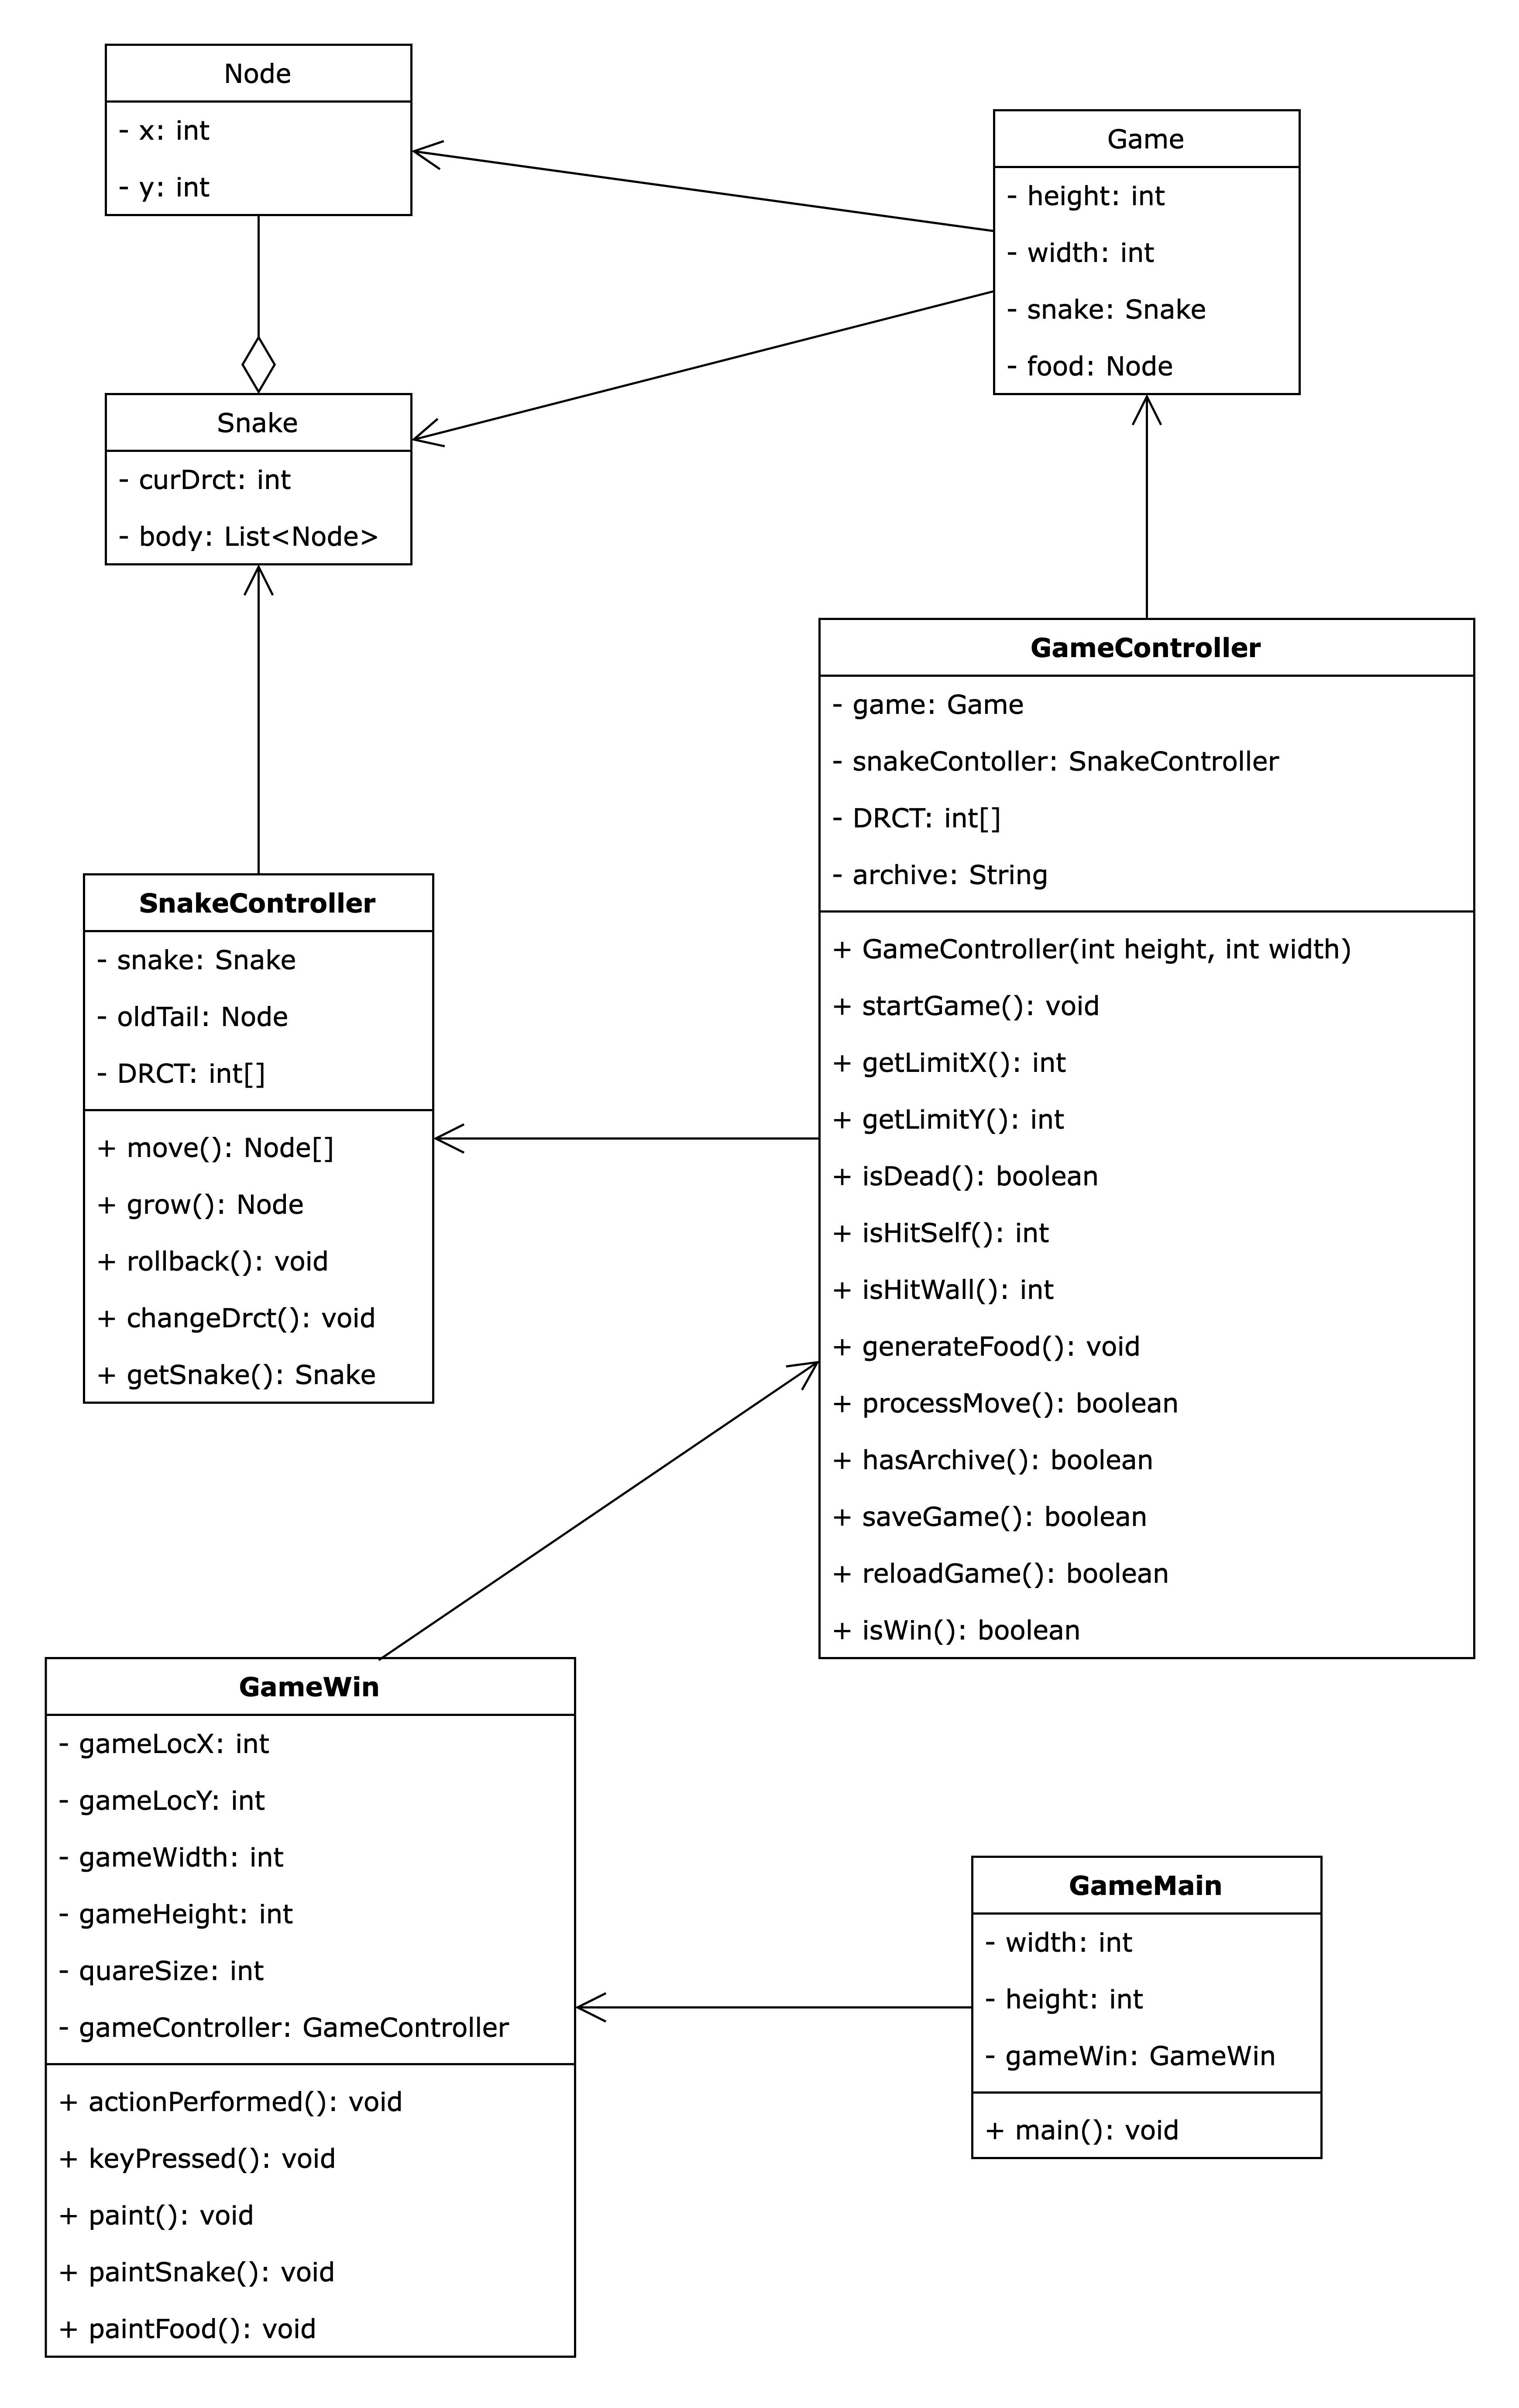 Node
- x: int
- y: int
Game
- height: int
- width: int
- snake: Snake
- food: Node
Snake
- curDrct: int
- body: List<Node>
GameController
- game: Game
- snakeContoller: SnakeController
- DRCT: int[]
- archive: String
+ GameController(int height, int width)
+ startGame(): void
+ getLimitX(): int
+ getLimitY(): int
+ isDead(): boolean
+ isHitSelf(): int
+ isHitWall(): int
+ generateFood(): void
+ processMove(): boolean
+ hasArchive(): boolean
+ saveGame(): boolean
+ reloadGame(): boolean
+ isWin(): boolean
SnakeController
- snake: Snake
- oldTail: Node
- DRCT: int[]
+ move(): Node[]
+ grow(): Node
+ rollback(): void
+ changeDrct(): void
+ getSnake(): Snake
GameWin
- gameLocX: int
- gameLocY: int
- gameWidth: int
- gameHeight: int
- quareSize: int
- gameController: GameController
+ actionPerformed(): void
+ keyPressed(): void
+ paint(): void
+ paintSnake(): void
+ paintFood(): void
GameMain
- width: int
- height: int
- gameWin: GameWin
+ main(): void